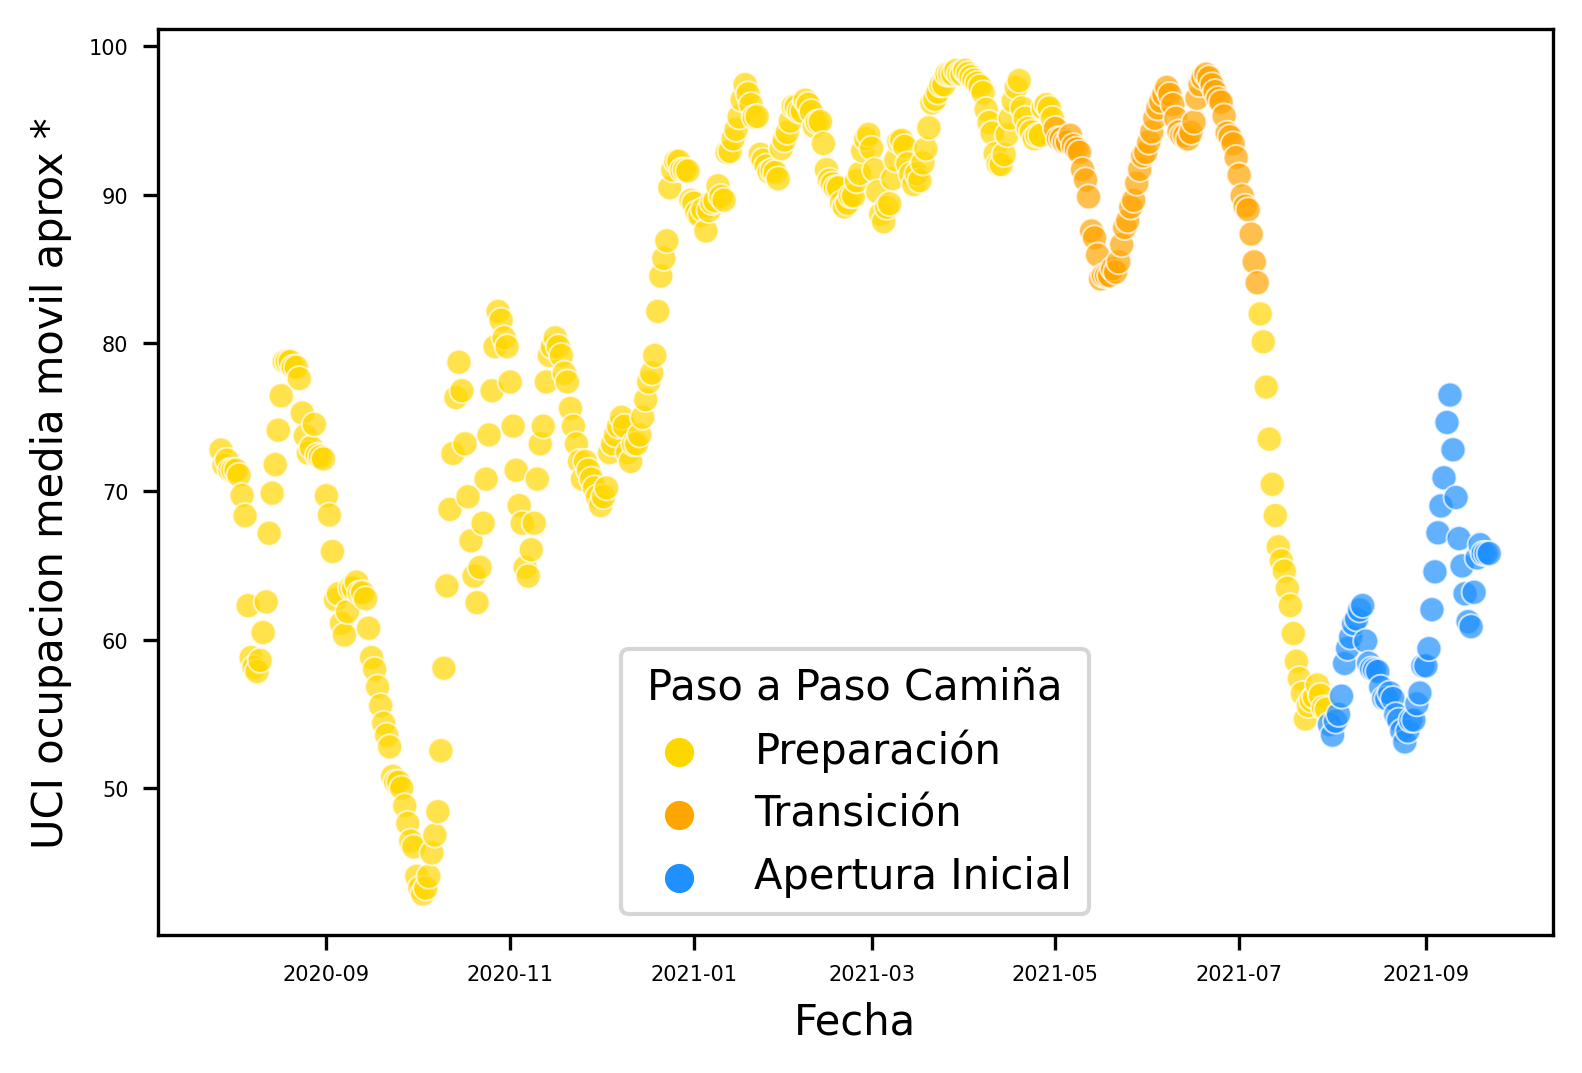 UCI ocupacion media movil aprox *
100
90
80
70
60
50
Paso a Paso Camiña
Preparación
Transición
Apertura Inicial
2020-09 2020-11 2021-01 2021-03 2021-05 2021-07 2021-09
Fecha